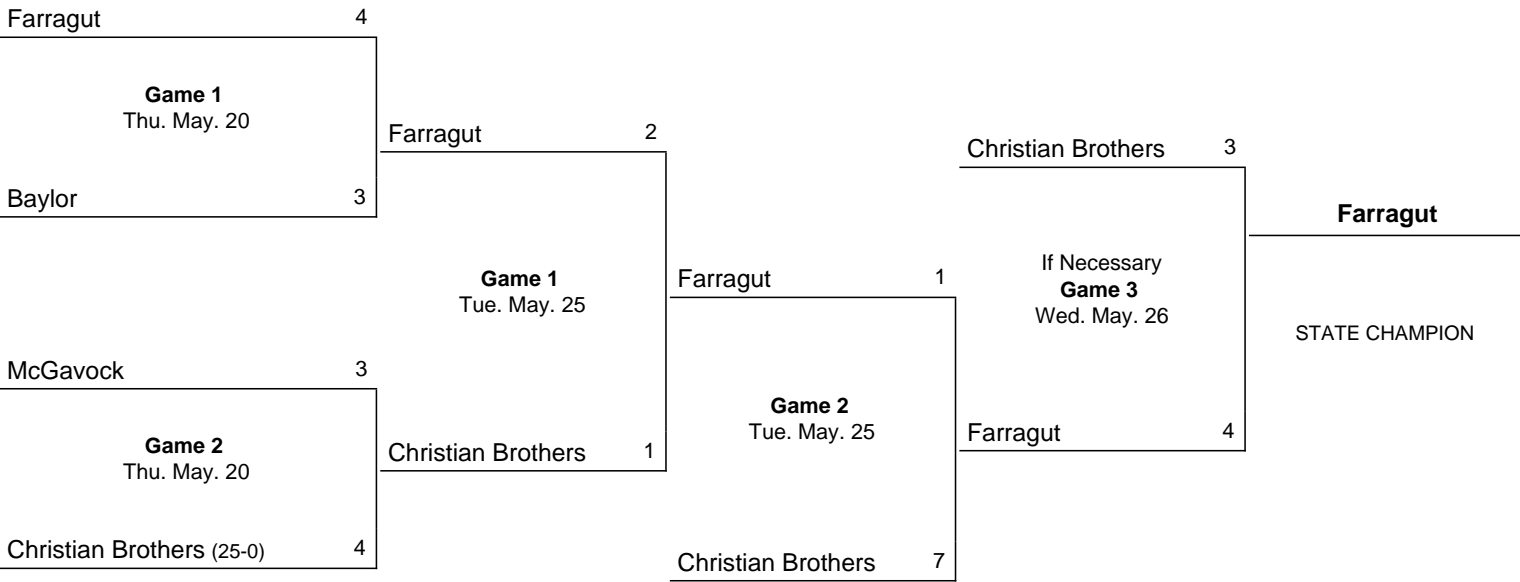 Farragut 4
Game 1
Thu. May. 20
Baylor 3
McGavock 3
Game 2
Thu. May. 20
Christian Brothers (25-0) 4
Farragut 2
Game 1
Tue. May. 25
Christian Brothers 1
Farragut 1
Game 2
Tue. May. 25
Christian Brothers 7
Christian Brothers 3
If Necessary
Game 3
Wed. May. 26
Farragut 4
Farragut
STATE CHAMPION